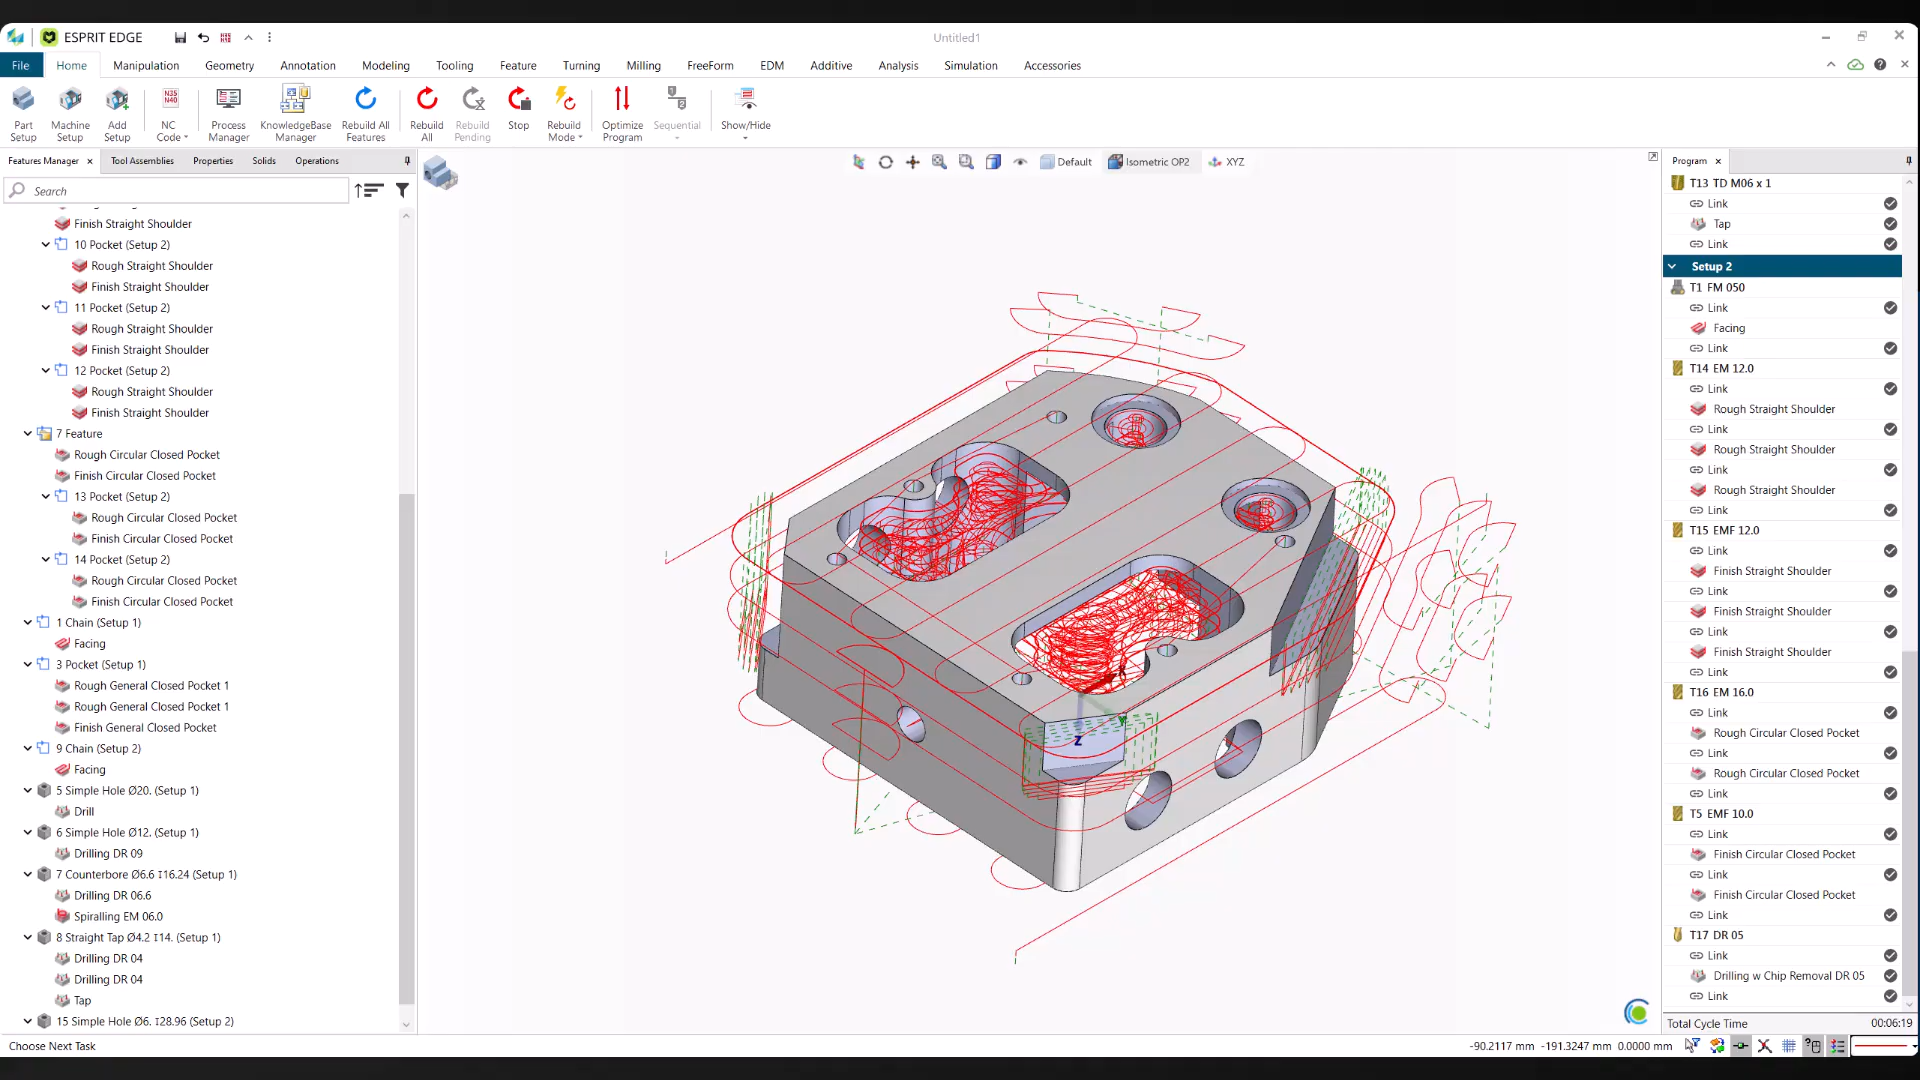 ESPRIT EDGE
Untitled1
File
Home
Manipulation
Geometry
Annotation
Modeling
Tooling
Feature
Turning
Milling
FreeForm
EDM
Additive
Analysis
Simulation
Accessories
Part Setup
Machine Setup
Add Setup
N35 N40
NC Code
Process Manager
KnowledgeBase Manager
Rebuild All Features
Rebuild All
Rebuild Pending
Stop
Rebuild Mode
Optimize Program
Sequential
Show/Hide
Features Manager
Tool Assemblies
Properties
Solids
Operations
Search
Finish Straight Shoulder
10 Pocket (Setup 2)
Rough Straight Shoulder
Finish Straight Shoulder
11 Pocket (Setup 2)
Rough Straight Shoulder
Finish Straight Shoulder
12 Pocket (Setup 2)
Rough Straight Shoulder
Finish Straight Shoulder
7 Feature
Rough Circular Closed Pocket
Finish Circular Closed Pocket
13 Pocket (Setup 2)
Rough Circular Closed Pocket
Finish Circular Closed Pocket
14 Pocket (Setup 2)
Rough Circular Closed Pocket
Finish Circular Closed Pocket
1 Chain (Setup 1)
Facing
3 Pocket (Setup 1)
Rough General Closed Pocket 1
Rough General Closed Pocket 1
Finish General Closed Pocket
9 Chain (Setup 2)
Facing
5 Simple Hole Ø20. (Setup 1)
Drill
6 Simple Hole Ø12. (Setup 1)
Drilling DR 09
7 Counterbore Ø6.6 ↧16.24 (Setup 1)
Drilling DR 06.6
Spiralling EM 06.0
8 Straight Tap Ø4.2 ↧14. (Setup 1)
Drilling DR 04
Drilling DR 04
Tap
15 Simple Hole Ø6. ↧28.96 (Setup 2)
Choose Next Task
Default
Isometric OP2
XYZ
X
Y
Z
Program
T13 TD M06 x 1
Link
Tap
Link
Setup 2
T1 FM 050
Link
Facing
Link
T14 EM 12.0
Link
Rough Straight Shoulder
Link
Rough Straight Shoulder
Link
Rough Straight Shoulder
Link
T15 EMF 12.0
Link
Finish Straight Shoulder
Link
Finish Straight Shoulder
Link
Finish Straight Shoulder
Link
T16 EM 16.0
Link
Rough Circular Closed Pocket
Link
Rough Circular Closed Pocket
Link
T5 EMF 10.0
Link
Finish Circular Closed Pocket
Link
Finish Circular Closed Pocket
Link
T17 DR 05
Link
Drilling w Chip Removal DR 05
Link
Total Cycle Time 00:06:19
-90.2117 mm -191.3247 mm 0.0000 mm